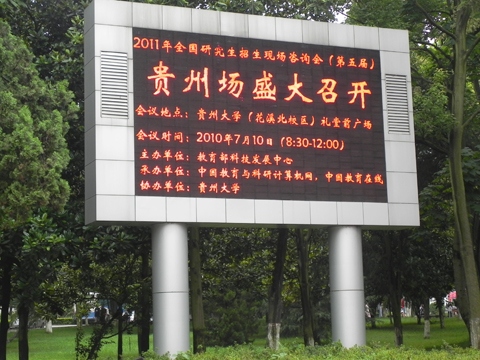 2011年全国研究生招生现场咨询会(第五届)
贵州场盛大召开
会议地点：贵州大学（花溪北校区）礼堂前广场
会议时间：2010年7月10日（8:30-12:00）
主办单位：教育部科技发展中心
承办单位：中国教育与科研计算机网，中国教育在线
协办单位：贵州大学